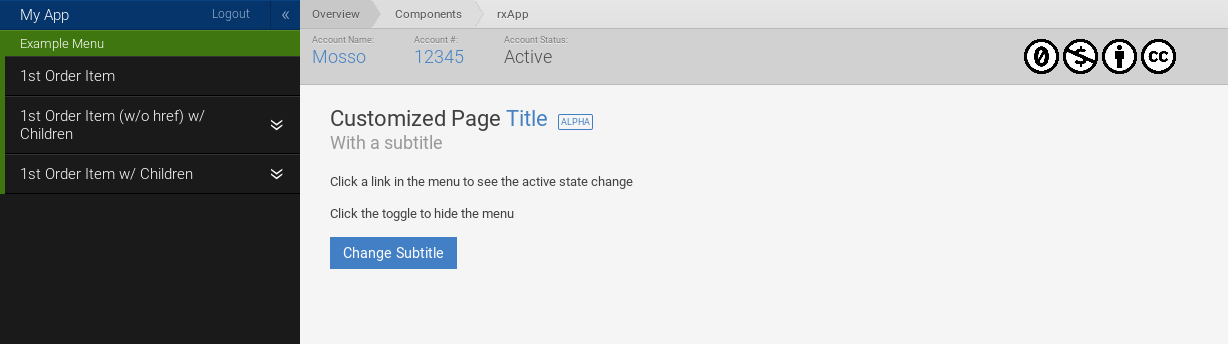 My App Logout «
Example Menu
1st Order Item
1st Order Item (w/o href) w/
Children
1st Order Item w/ Children
Overview Components rxApp
Account Name: Account #: Account Status:
Mosso 12345 Active
0 $ cc
Customized Page Title ALPHA
With a subtitle
Click a link in the menu to see the active state change
Click the toggle to hide the menu
Change Subtitle